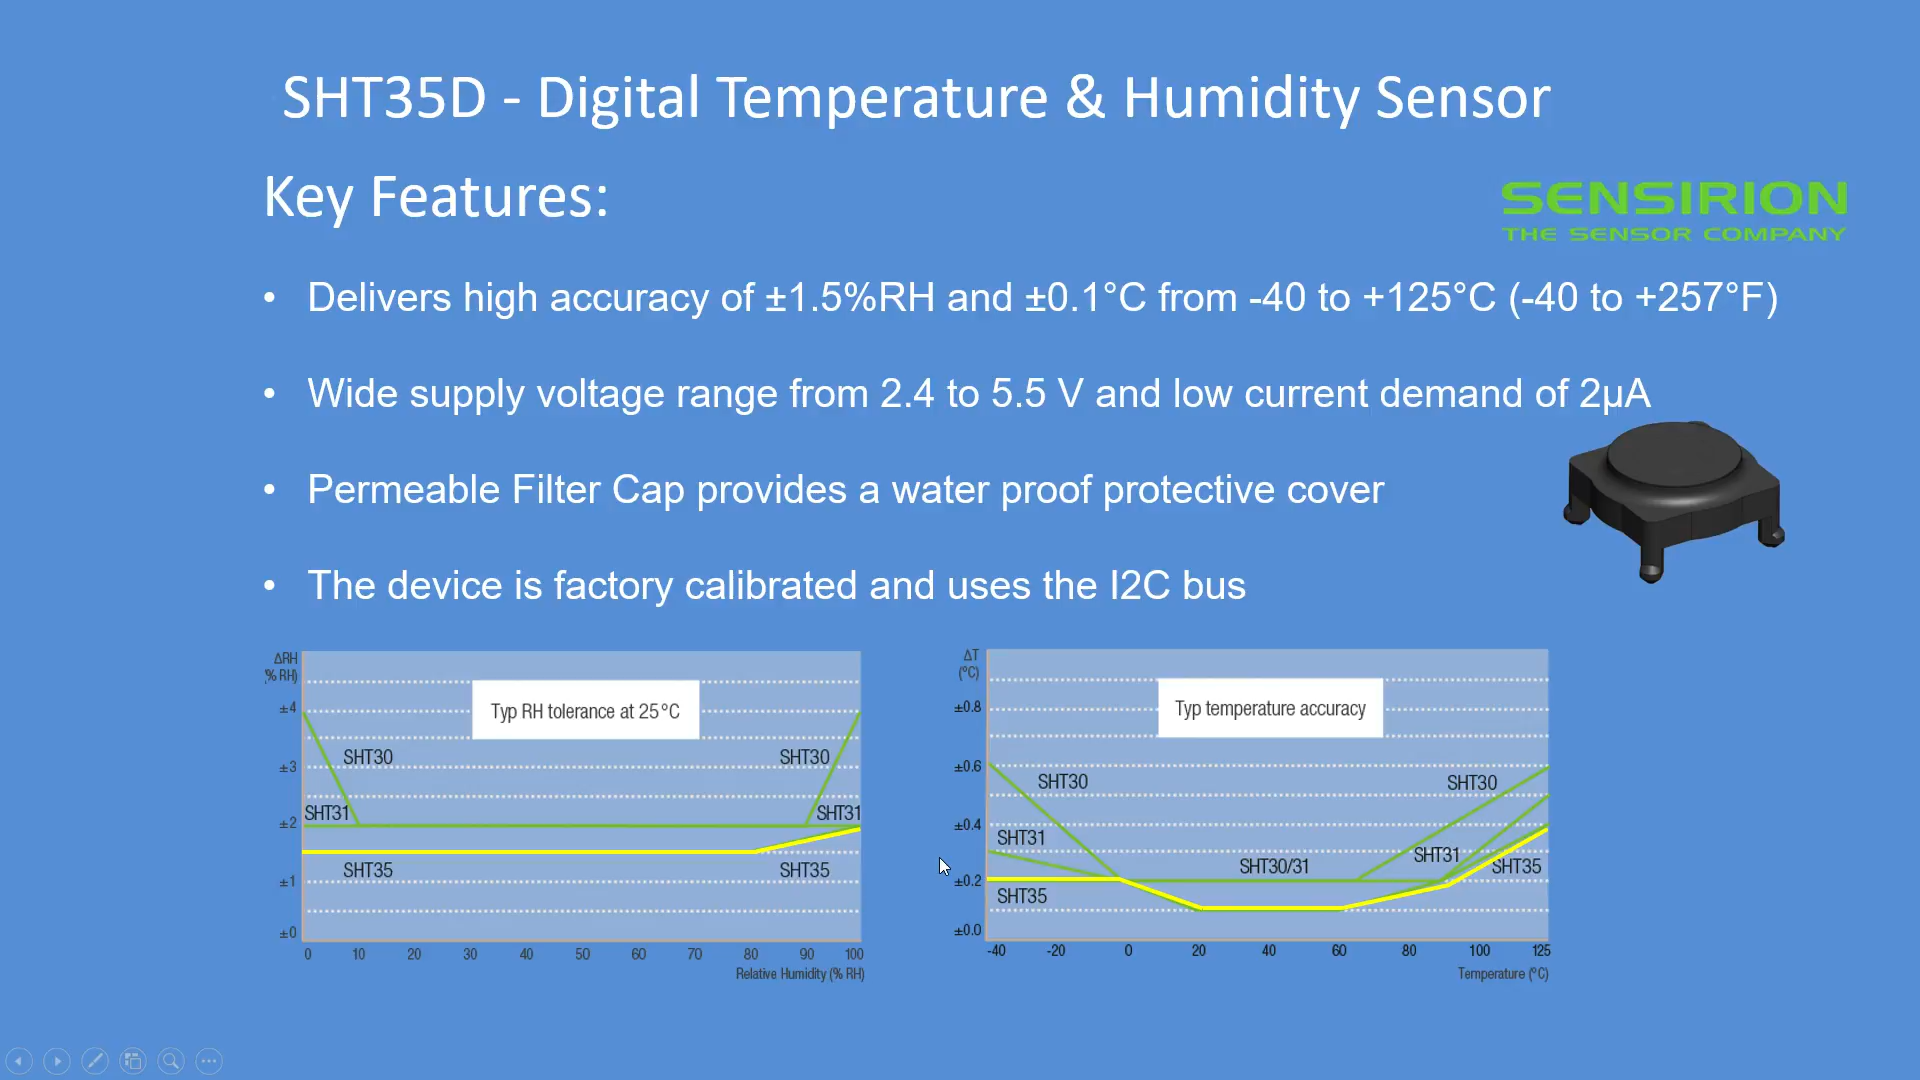 SHT35D - Digital Temperature & Humidity Sensor
Key Features:
SENSIRION
THE SENSOR COMPANY
• Delivers high accuracy of ±1.5%RH and ±0.1°C from -40 to +125°C (-40 to +257°F)
• Wide supply voltage range from 2.4 to 5.5 V and low current demand of 2µA
• Permeable Filter Cap provides a water proof protective cover
• The device is factory calibrated and uses the I2C bus
ΔRH
(% RH)
±4
±3
±2
±1
±0
Typ RH tolerance at 25°C
SHT30
SHT30
SHT31
SHT31
SHT35
SHT35
0 10 20 30 40 50 60 70 80 90 100
Relative Humidity (% RH)
ΔT
(°C)
±0.8
±0.6
±0.4
±0.2
±0.0
Typ temperature accuracy
SHT30
SHT30
SHT31
SHT31
SHT30/31
SHT35
SHT35
-40 -20 0 20 40 60 80 100 125
Temperature (°C)